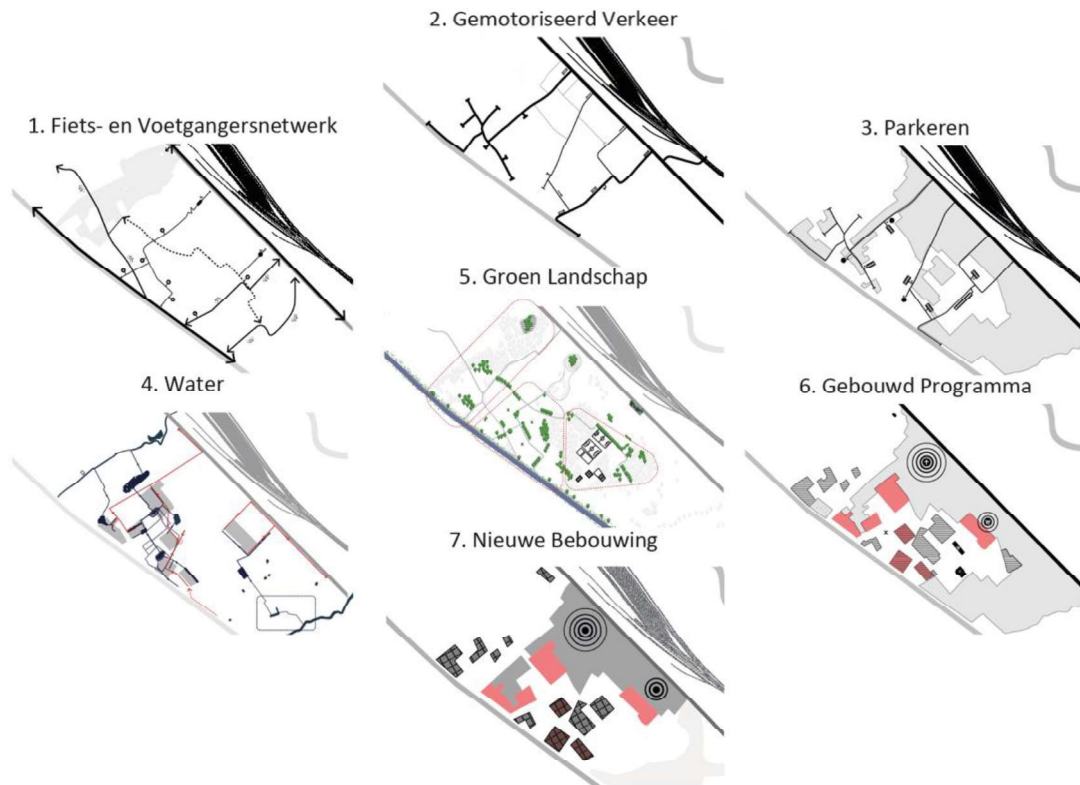 2. Gemotoriseerd Verkeer
1. Fiets- en Voetgangersnetwerk
3. Parkeren
5. Groen Landschap
4. Water
6. Gebouwd Programma
7. Nieuwe Bebouwing